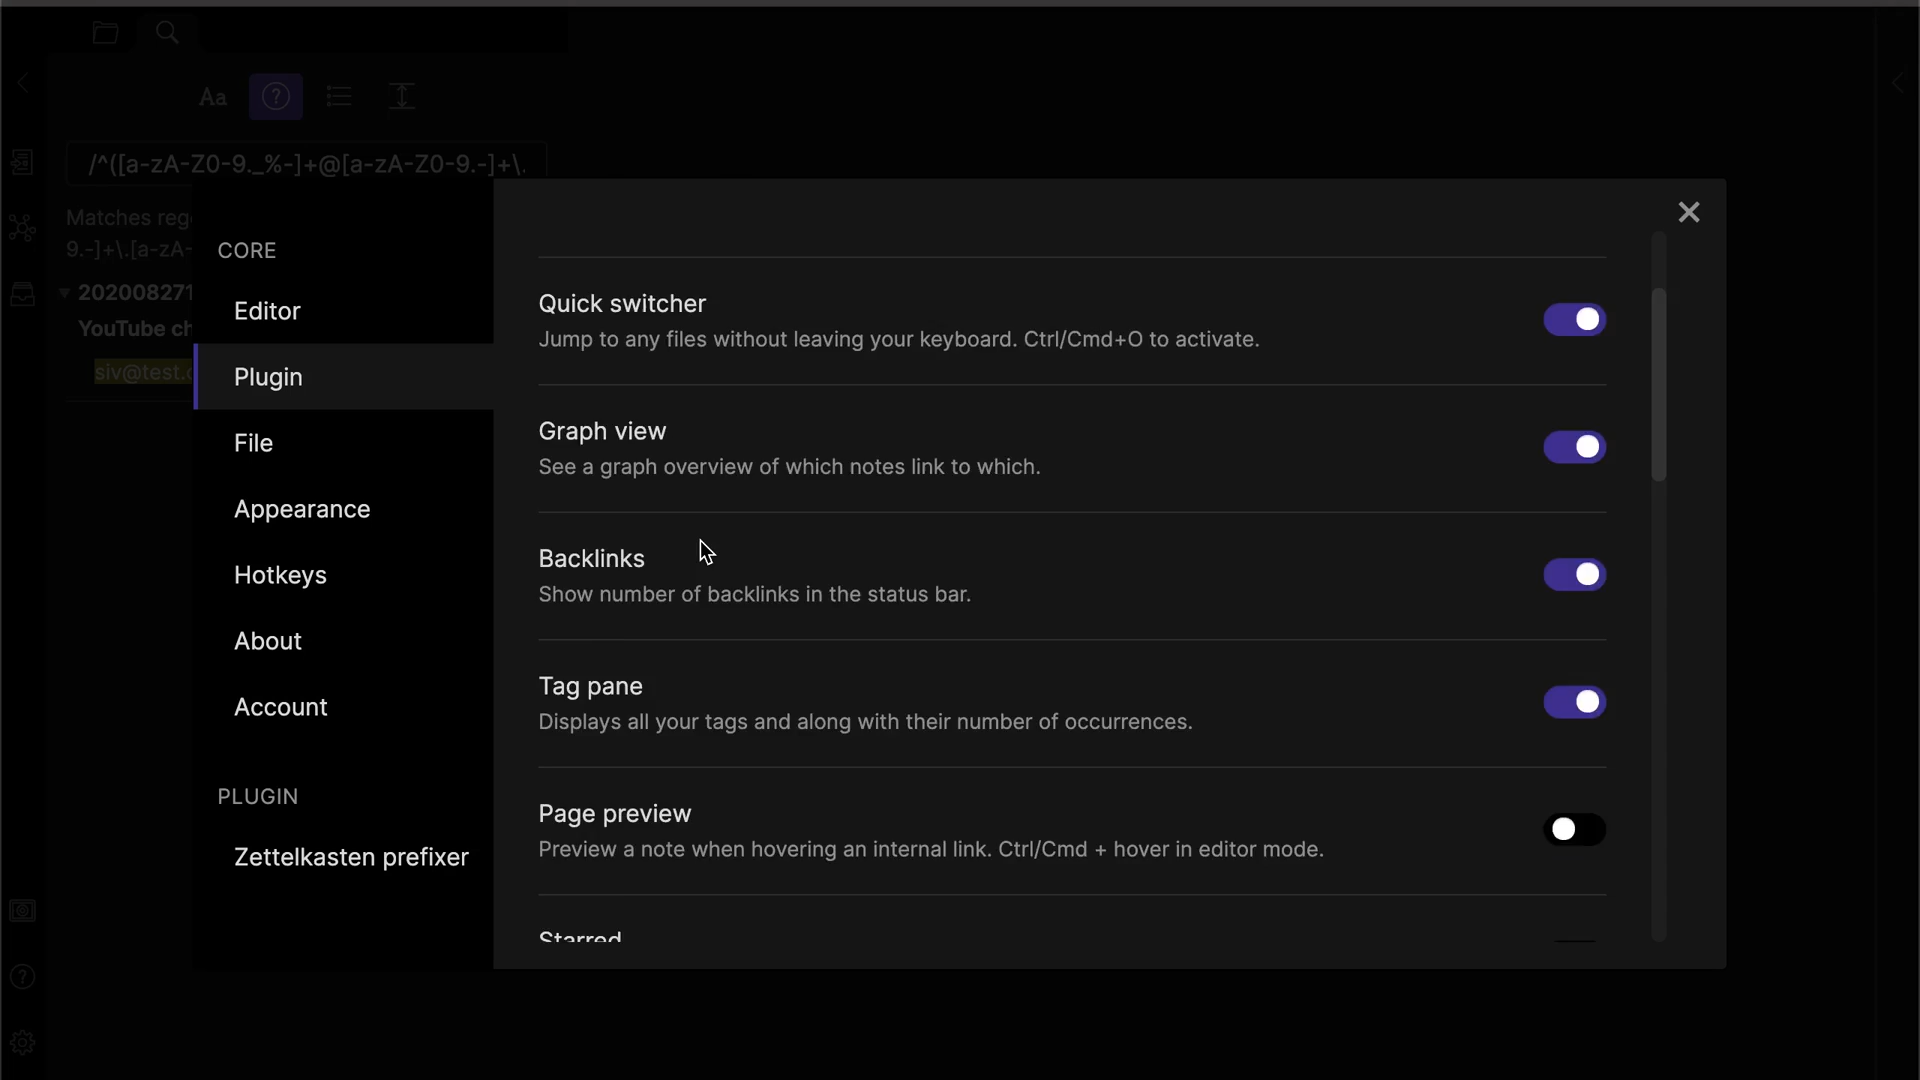 Aa
/^([a-zA-Z0-9._%-]+@[a-zA-Z0-9.-]+\.
Matches reg
9.-]+\.[a-zA-
202008271
YouTube ch
siv@test.
CORE
Editor
Plugin
File
Appearance
Hotkeys
About
Account
PLUGIN
Zettelkasten prefixer
Quick switcher
Jump to any files without leaving your keyboard. Ctrl/Cmd+O to activate.
Graph view
See a graph overview of which notes link to which.
Backlinks
Show number of backlinks in the status bar.
Tag pane
Displays all your tags and along with their number of occurrences.
Page preview
Preview a note when hovering an internal link. Ctrl/Cmd + hover in editor mode.
Starred